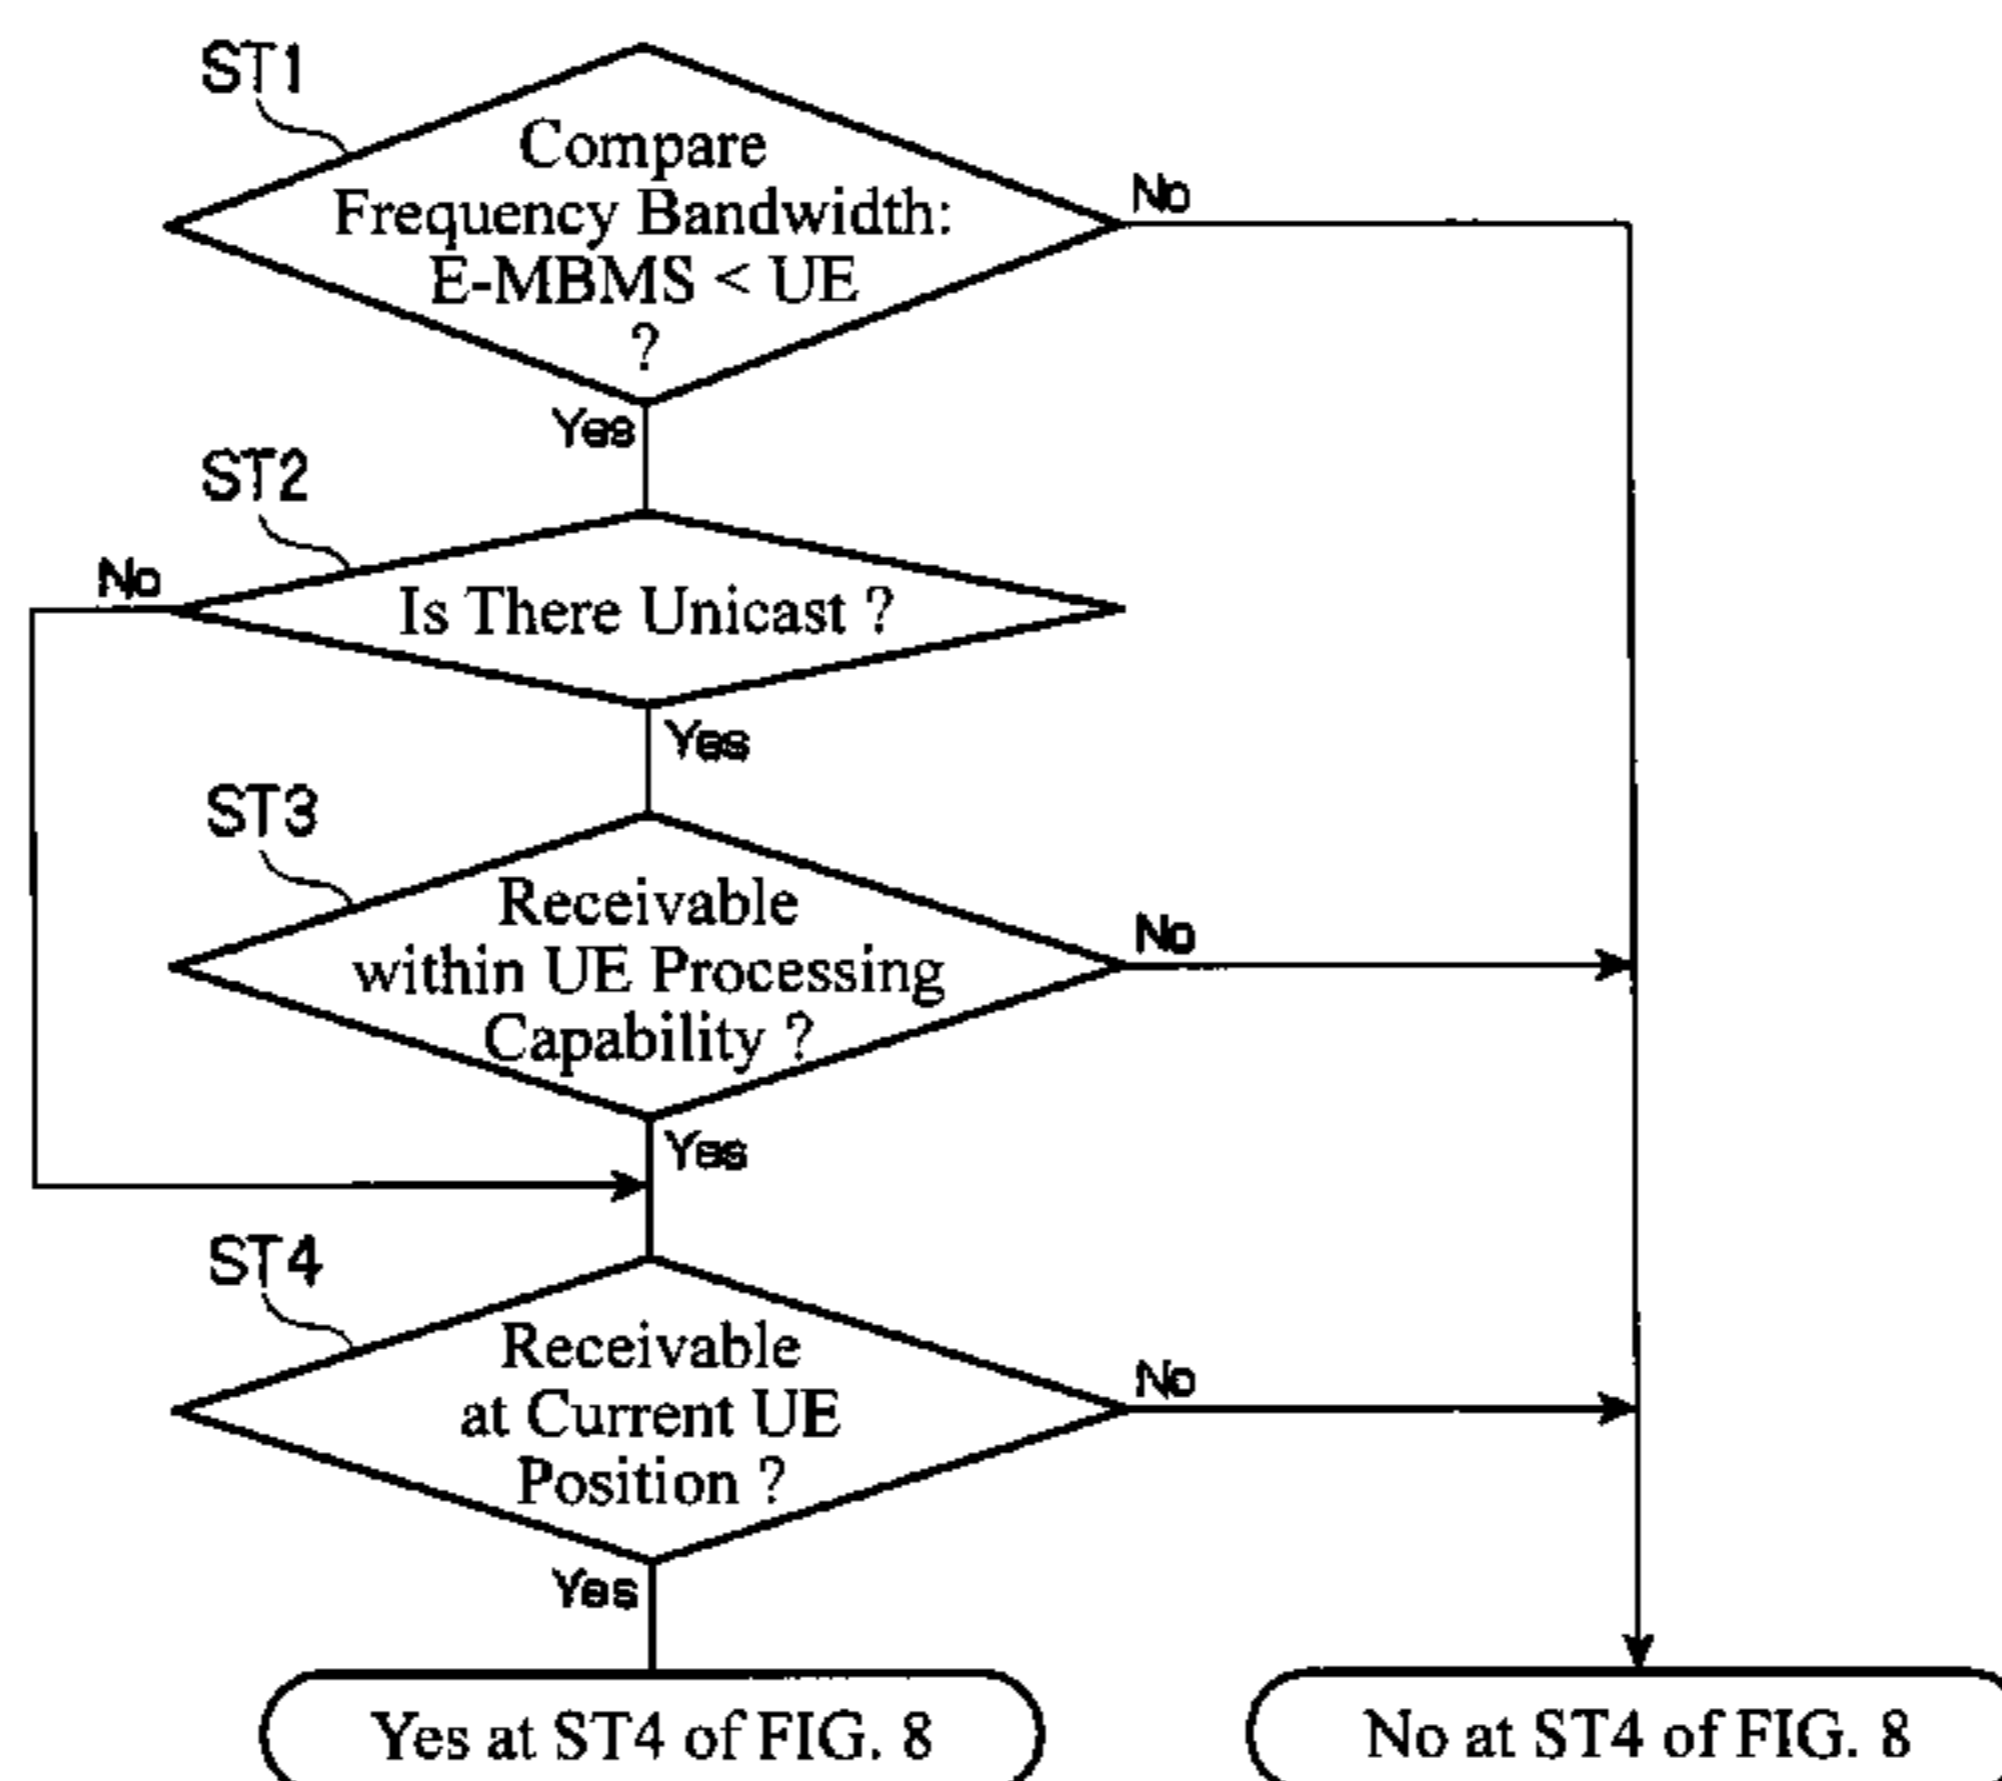 ST1
Compare
Frequency Bandwidth:
E-MBMS < UE
?
No
Yes
ST2
No
Is There Unicast ?
Yes
ST3
Receivable
within UE Processing
Capability ?
No
Yes
ST4
Receivable
at Current UE
Position ?
No
Yes
Yes at ST4 of FIG. 8
No at ST4 of FIG. 8